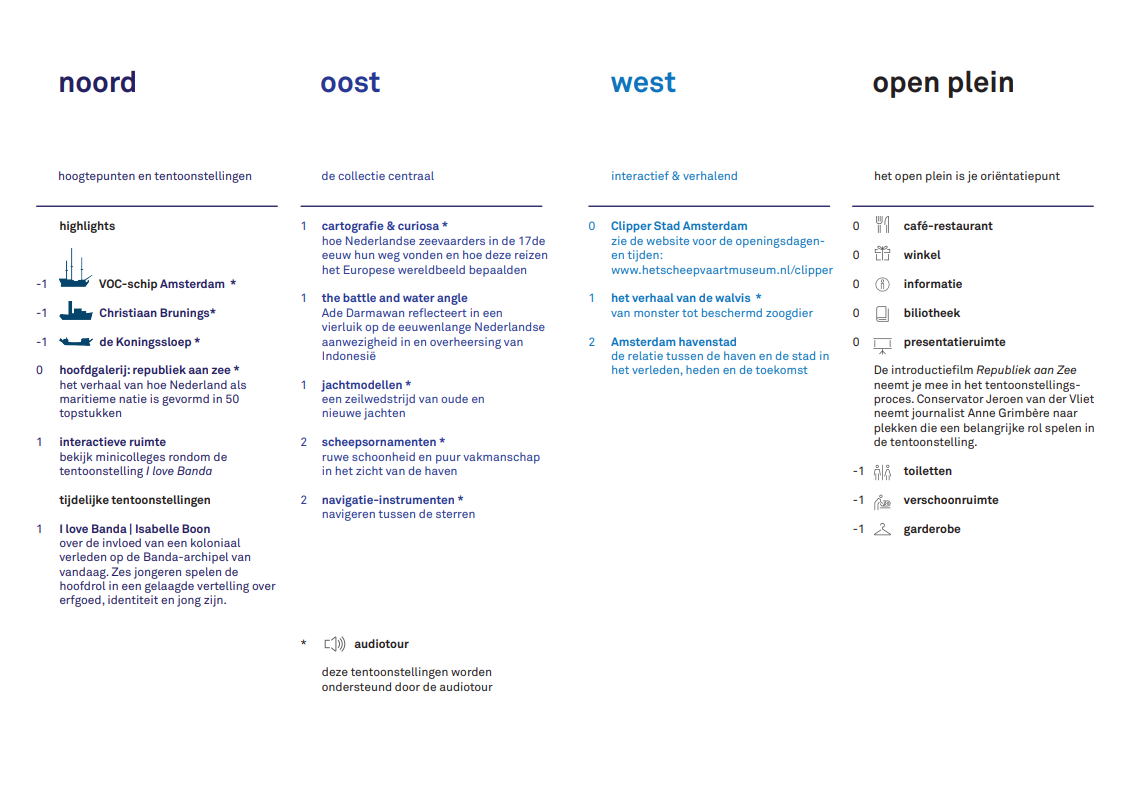 noord
hoogtepunten en tentoonstellingen
highlights
-1 VOC-schip Amsterdam *
-1 Christiaan Brunings*
-1 de Koningssloep *
0 hoofdgalerij: republiek aan zee *
het verhaal van hoe Nederland als
maritieme natie is gevormd in 50
topstukken
1 interactieve ruimte
bekijk minicolleges rondom de
tentoonstelling I love Banda
tijdelijke tentoonstellingen
1 I love Banda | Isabelle Boon
over de invloed van een koloniaal
verleden op de Banda-archipel van
vandaag. Zes jongeren spelen de
hoofdrol in een gelaagde vertelling over
erfgoed, identiteit en jong zijn.
oost
de collectie centraal
1 cartografie & curiosa *
hoe Nederlandse zeevaarders in de 17de
eeuw hun weg vonden en hoe deze reizen
het Europese wereldbeeld bepaalden
1 the battle and water angle
Ade Darmawan reflecteert in een
vierluik op de eeuwenlange Nederlandse
aanwezigheid in en overheersing van
Indonesië
1 jachtmodellen *
een zeilwedstrijd van oude en
nieuwe jachten
2 scheepsornamenten *
ruwe schoonheid en puur vakmanschap
in het zicht van de haven
2 navigatie-instrumenten *
navigeren tussen de sterren
* audiotour
deze tentoonstellingen worden
ondersteund door de audiotour
west
interactief & verhalend
0 Clipper Stad Amsterdam
zie de website voor de openingsdagen-
en tijden:
www.hetscheepvaartmuseum.nl/clipper
1 het verhaal van de walvis *
van monster tot beschermd zoogdier
2 Amsterdam havenstad
de relatie tussen de haven en de stad in
het verleden, heden en de toekomst
open plein
het open plein is je oriëntatiepunt
0 café-restaurant
0 winkel
0 informatie
0 biliotheek
0 presentatieruimte
De introductiefilm Republiek aan Zee
neemt je mee in het tentoonstellings-
proces. Conservator Jeroen van der Vliet
neemt journalist Anne Grimbère naar
plekken die een belangrijke rol spelen in
de tentoonstelling.
-1 toiletten
-1 verschoonruimte
-1 garderobe